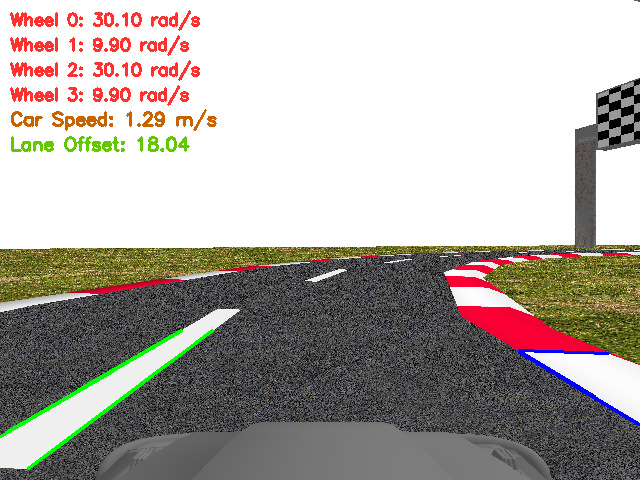 Wheel 0: 30.10 rad/s
Wheel 1: 9.90 rad/s
Wheel 2: 30.10 rad/s
Wheel 3: 9.90 rad/s
Car Speed: 1.29 m/s
Lane Offset: 18.04